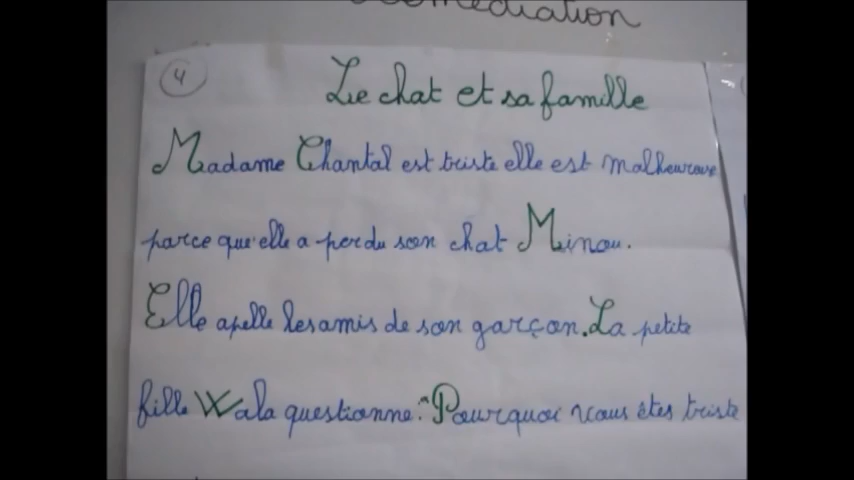 4
Le chat et sa famille
Madame Chantal est triste elle est malheureuse
parce qu'elle a perdu son chat Minou.
Elle apelle les amis de son garçon. La petite
fille Wala questionne : "Pourquoi vous êtes triste